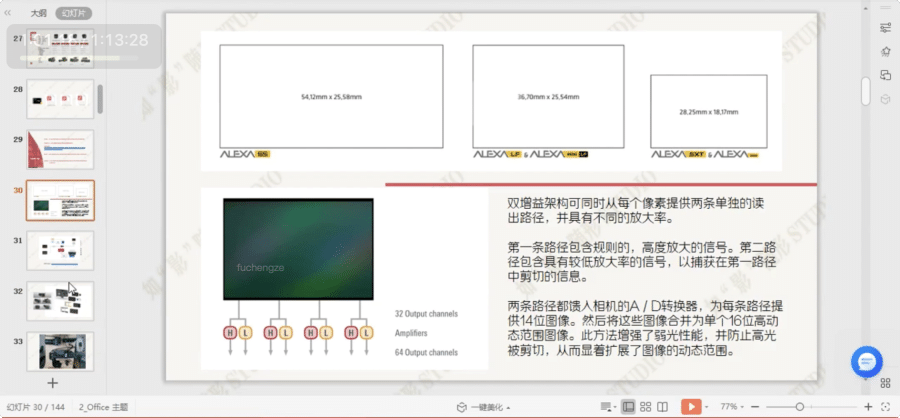 大纲 幻灯片
1:13:28
27
28
29
30
31
32
33
54,12mm x 25,58mm
36,70mm x 25,54mm
28,25mm x 18,17mm
ALEXA 65
ALEXA LF & ALEXA MINI LF
ALEXA SXT & ALEXA MINI
fuchengze
H L H L H L H L
32 Output channels
Amplifiers
64 Output channels
双增益架构可同时从每个像素提供两条单独的读
出路径，并具有不同的放大率。
第一条路径包含规则的，高度放大的信号。第二路
径包含具有较低放大率的信号，以捕获在第一路径
中剪切的信息。
两条路径都馈入相机的A / D转换器，为每条路径提
供14位图像。然后将这些图像合并为单个16位高动
态范围图像。此方法增强了弱光性能，并防止高光
被剪切，从而显着扩展了图像的动态范围。
幻灯片 30 / 144 2_Office 主题 一键美化 77%